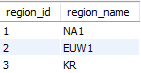 region_id region_name
1 NA1
2 EUW1
3 KR